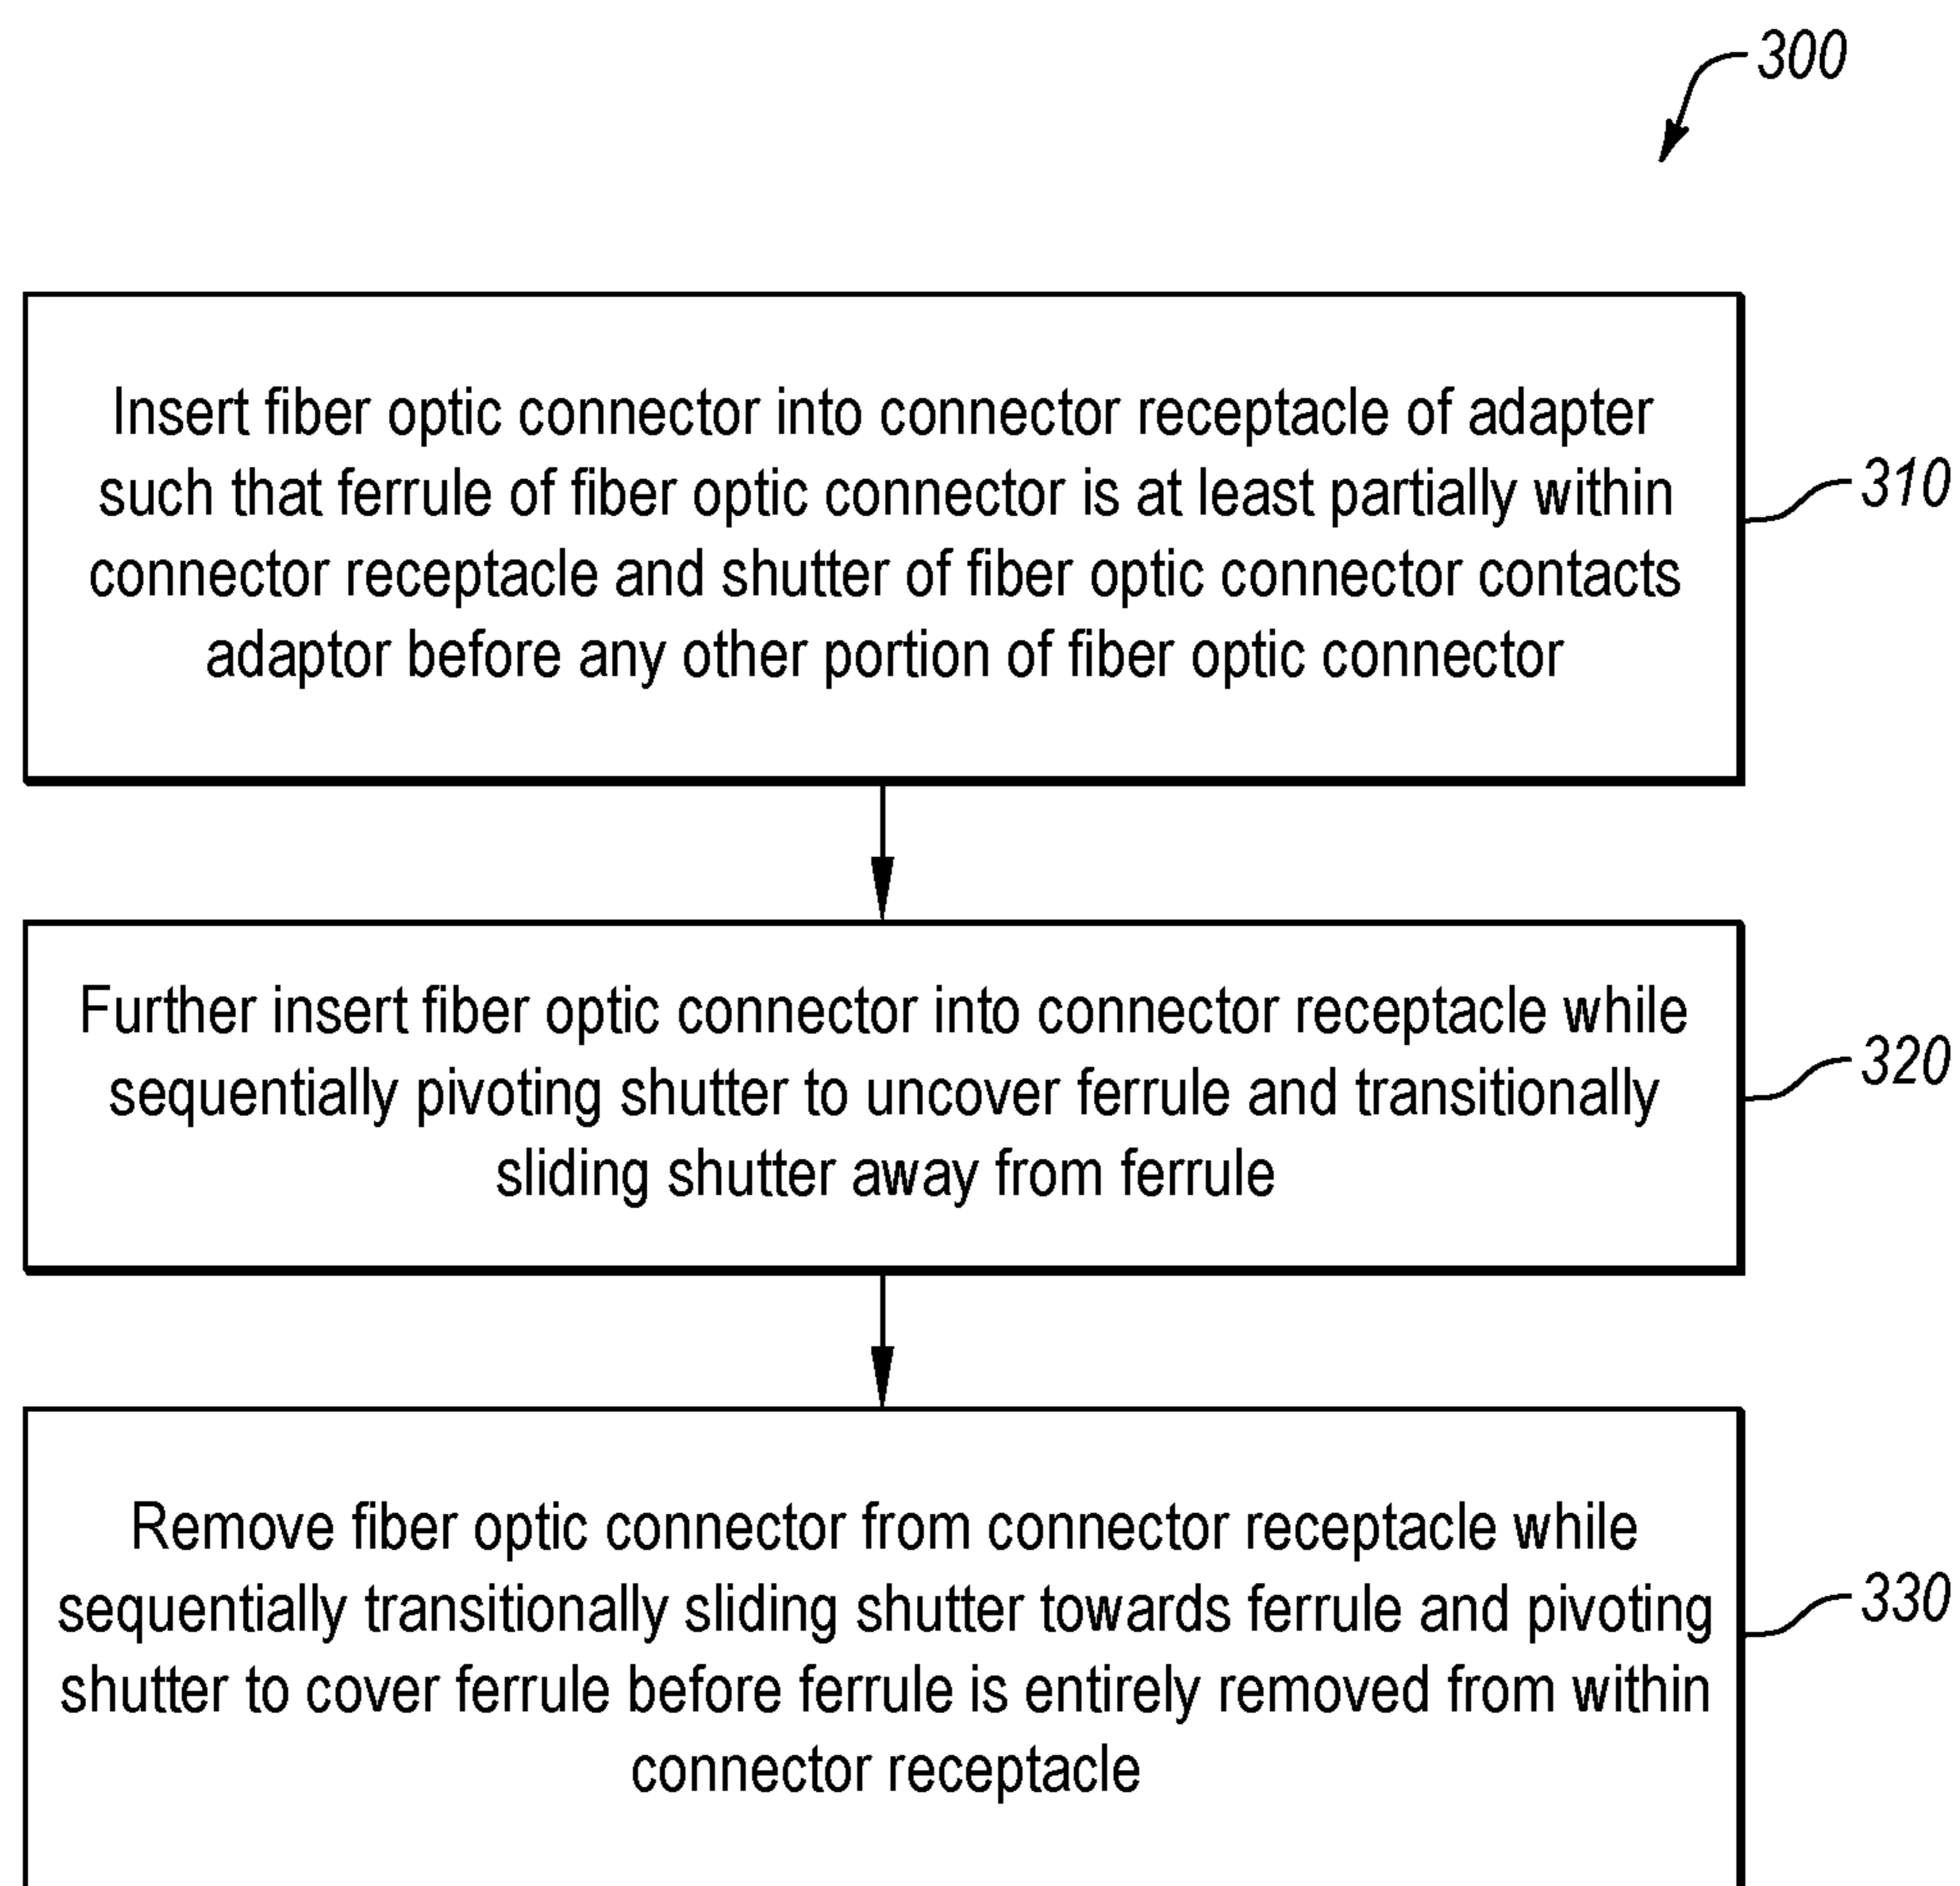 300
Insert fiber optic connector into connector receptacle of adapter
such that ferrule of fiber optic connector is at least partially within
connector receptacle and shutter of fiber optic connector contacts
adaptor before any other portion of fiber optic connector
310
Further insert fiber optic connector into connector receptacle while
sequentially pivoting shutter to uncover ferrule and transitionally
sliding shutter away from ferrule
320
Remove fiber optic connector from connector receptacle while
sequentially transitionally sliding shutter towards ferrule and pivoting
shutter to cover ferrule before ferrule is entirely removed from within
connector receptacle
330